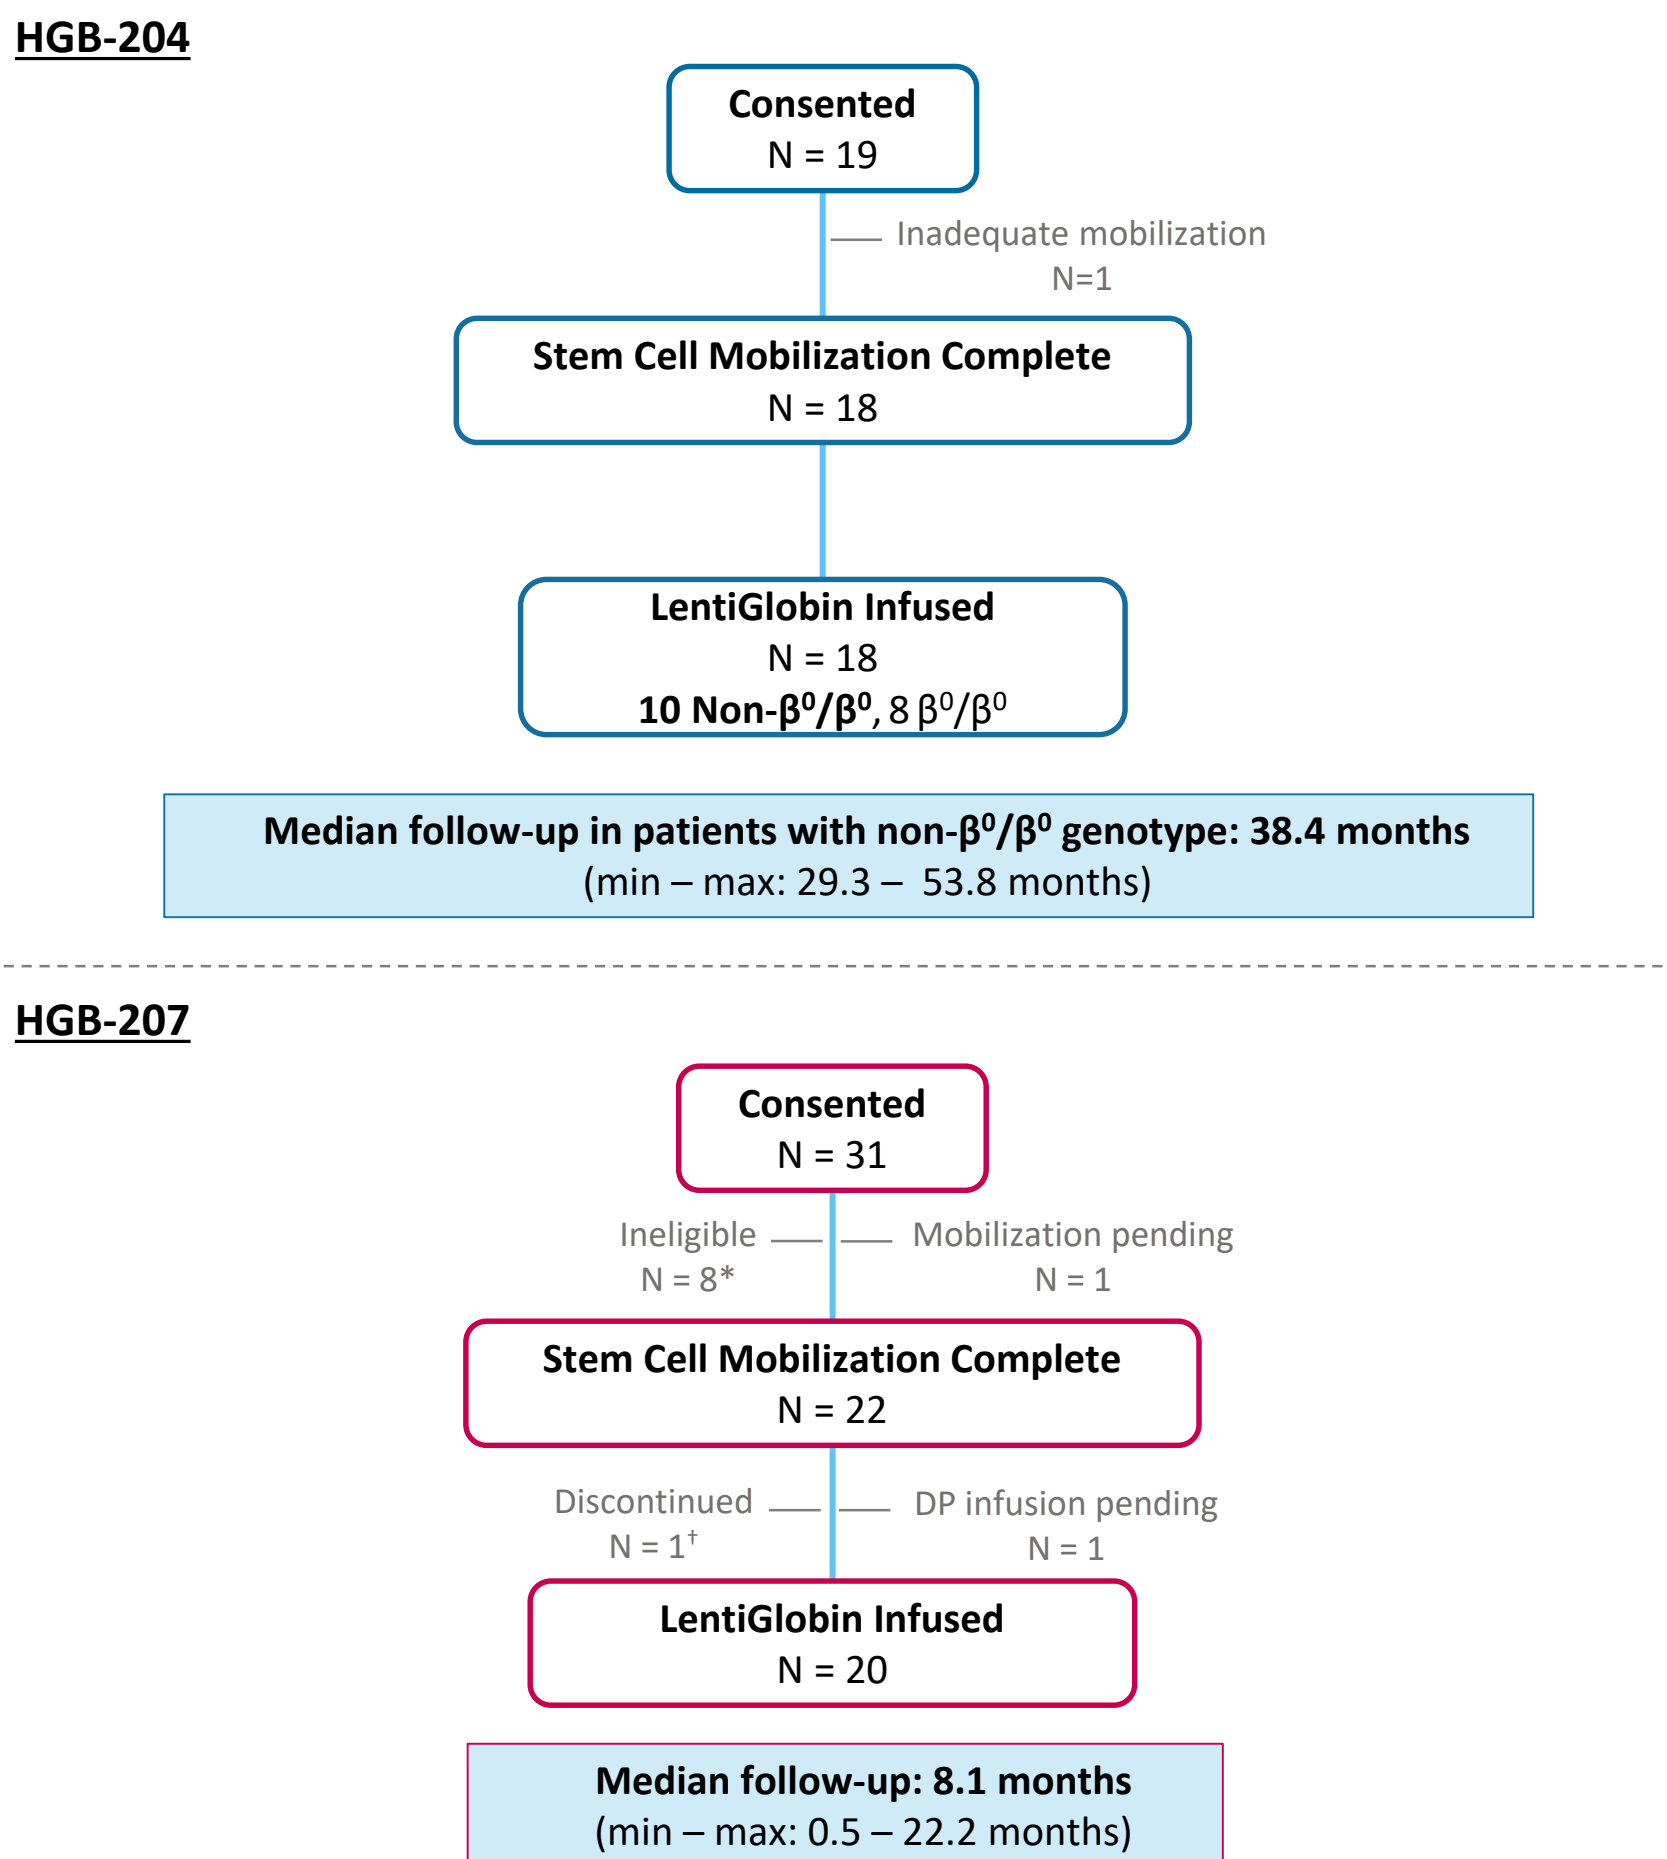 HGB-204
Consented
N = 19
Inadequate mobilization
N=1
Stem Cell Mobilization Complete
N = 18
LentiGlobin Infused
N = 18
10 Non-β⁰/β⁰, 8 β⁰/β⁰
Median follow-up in patients with non-β⁰/β⁰ genotype: 38.4 months
(min – max: 29.3 – 53.8 months)
HGB-207
Consented
N = 31
Ineligible
N = 8*
Mobilization pending
N = 1
Stem Cell Mobilization Complete
N = 22
Discontinued
N = 1†
DP infusion pending
N = 1
LentiGlobin Infused
N = 20
Median follow-up: 8.1 months
(min – max: 0.5 – 22.2 months)